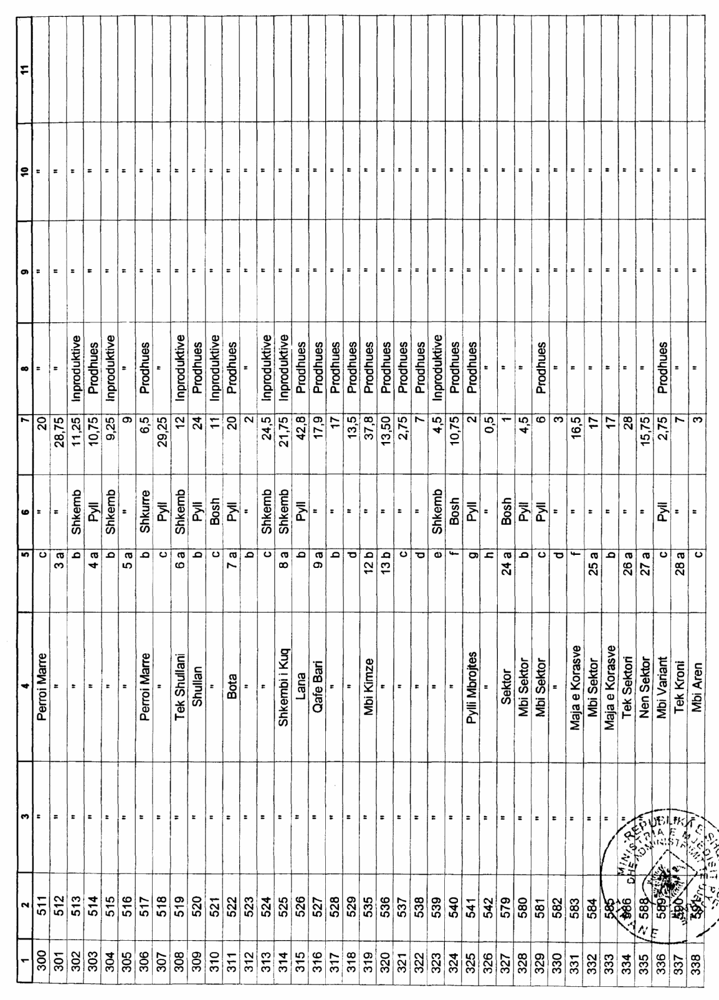 1 2 3 4 5 6 7 8 9 10 11
300 511 " Perroi Marre c " 20 " " "
301 512 " " 3 a " 28,75 " " "
302 513 " " b Shkemb 11,25 Inproduktive " "
303 514 " " 4 a Pyll 10,75 Prodhues " "
304 515 " " b Shkemb 9,25 Inproduktive " "
305 516 " " 5 a " 9 " " "
306 517 " Perroi Marre b Shkurre 6,5 Prodhues " "
307 518 " " c Pyll 29,25 " " "
308 519 " Tek Shullani 6 a Shkemb 12 Inproduktive " "
309 520 " Shullan b Pyll 24 Prodhues " "
310 521 " " c Bosh 11 Inproduktive " "
311 522 " Bota 7 a Pyll 20 Prodhues " "
312 523 " " b " 2 " " "
313 524 " " c Shkemb 24,5 Inproduktive " "
314 525 " Shkembi i Kuq 8 a Shkemb 21,75 Inproduktive " "
315 526 " Lana b Pyll 42,8 Prodhues " "
316 527 " Qafe Bari 9 a " 17,9 Prodhues " "
317 528 " " b " 17 Prodhues " "
318 529 " " d " 13,5 Prodhues " "
319 535 " Mbi Kimze 12 b " 37,8 Prodhues " "
320 536 " " 13 b " 13,50 Prodhues " "
321 537 " " c " 2,75 Prodhues " "
322 538 " " d " 7 Prodhues " "
323 539 " " e Shkemb 4,5 Inproduktive " "
324 540 " " f Bosh 10,75 Prodhues " "
325 541 " Pylli Mbrojtes g Pyll 2 Prodhues " "
326 542 " " h " 0,5 " " "
327 579 " Sektor 24 a Bosh 1 " " "
328 580 " Mbi Sektor b Pyll 4,5 " " "
329 581 " Mbi Sektor c Pyll 6 Prodhues " "
330 582 " " d " 3 " " "
331 583 " Maja e Korasve f " 16,5 " " "
332 584 " Mbi Sektor 25 a " 17 " " "
333 585 " Maja e Korasve b " 17 " " "
334 586 " Tek Sektori 26 a " 28 " " "
335 588 " Nen Sektor 27 a " 15,75 " " "
336 589 " Mbi Variant c Pyll 2,75 Prodhues " "
337 590 " Tek Kroni 28 a " 7 " " "
338 591 " Mbi Aren c " 3 " " "
REPUBLIKA E
MINISTRIA E MJEDISIT
DHE ADMINISTRIMIT TE
TIRANE